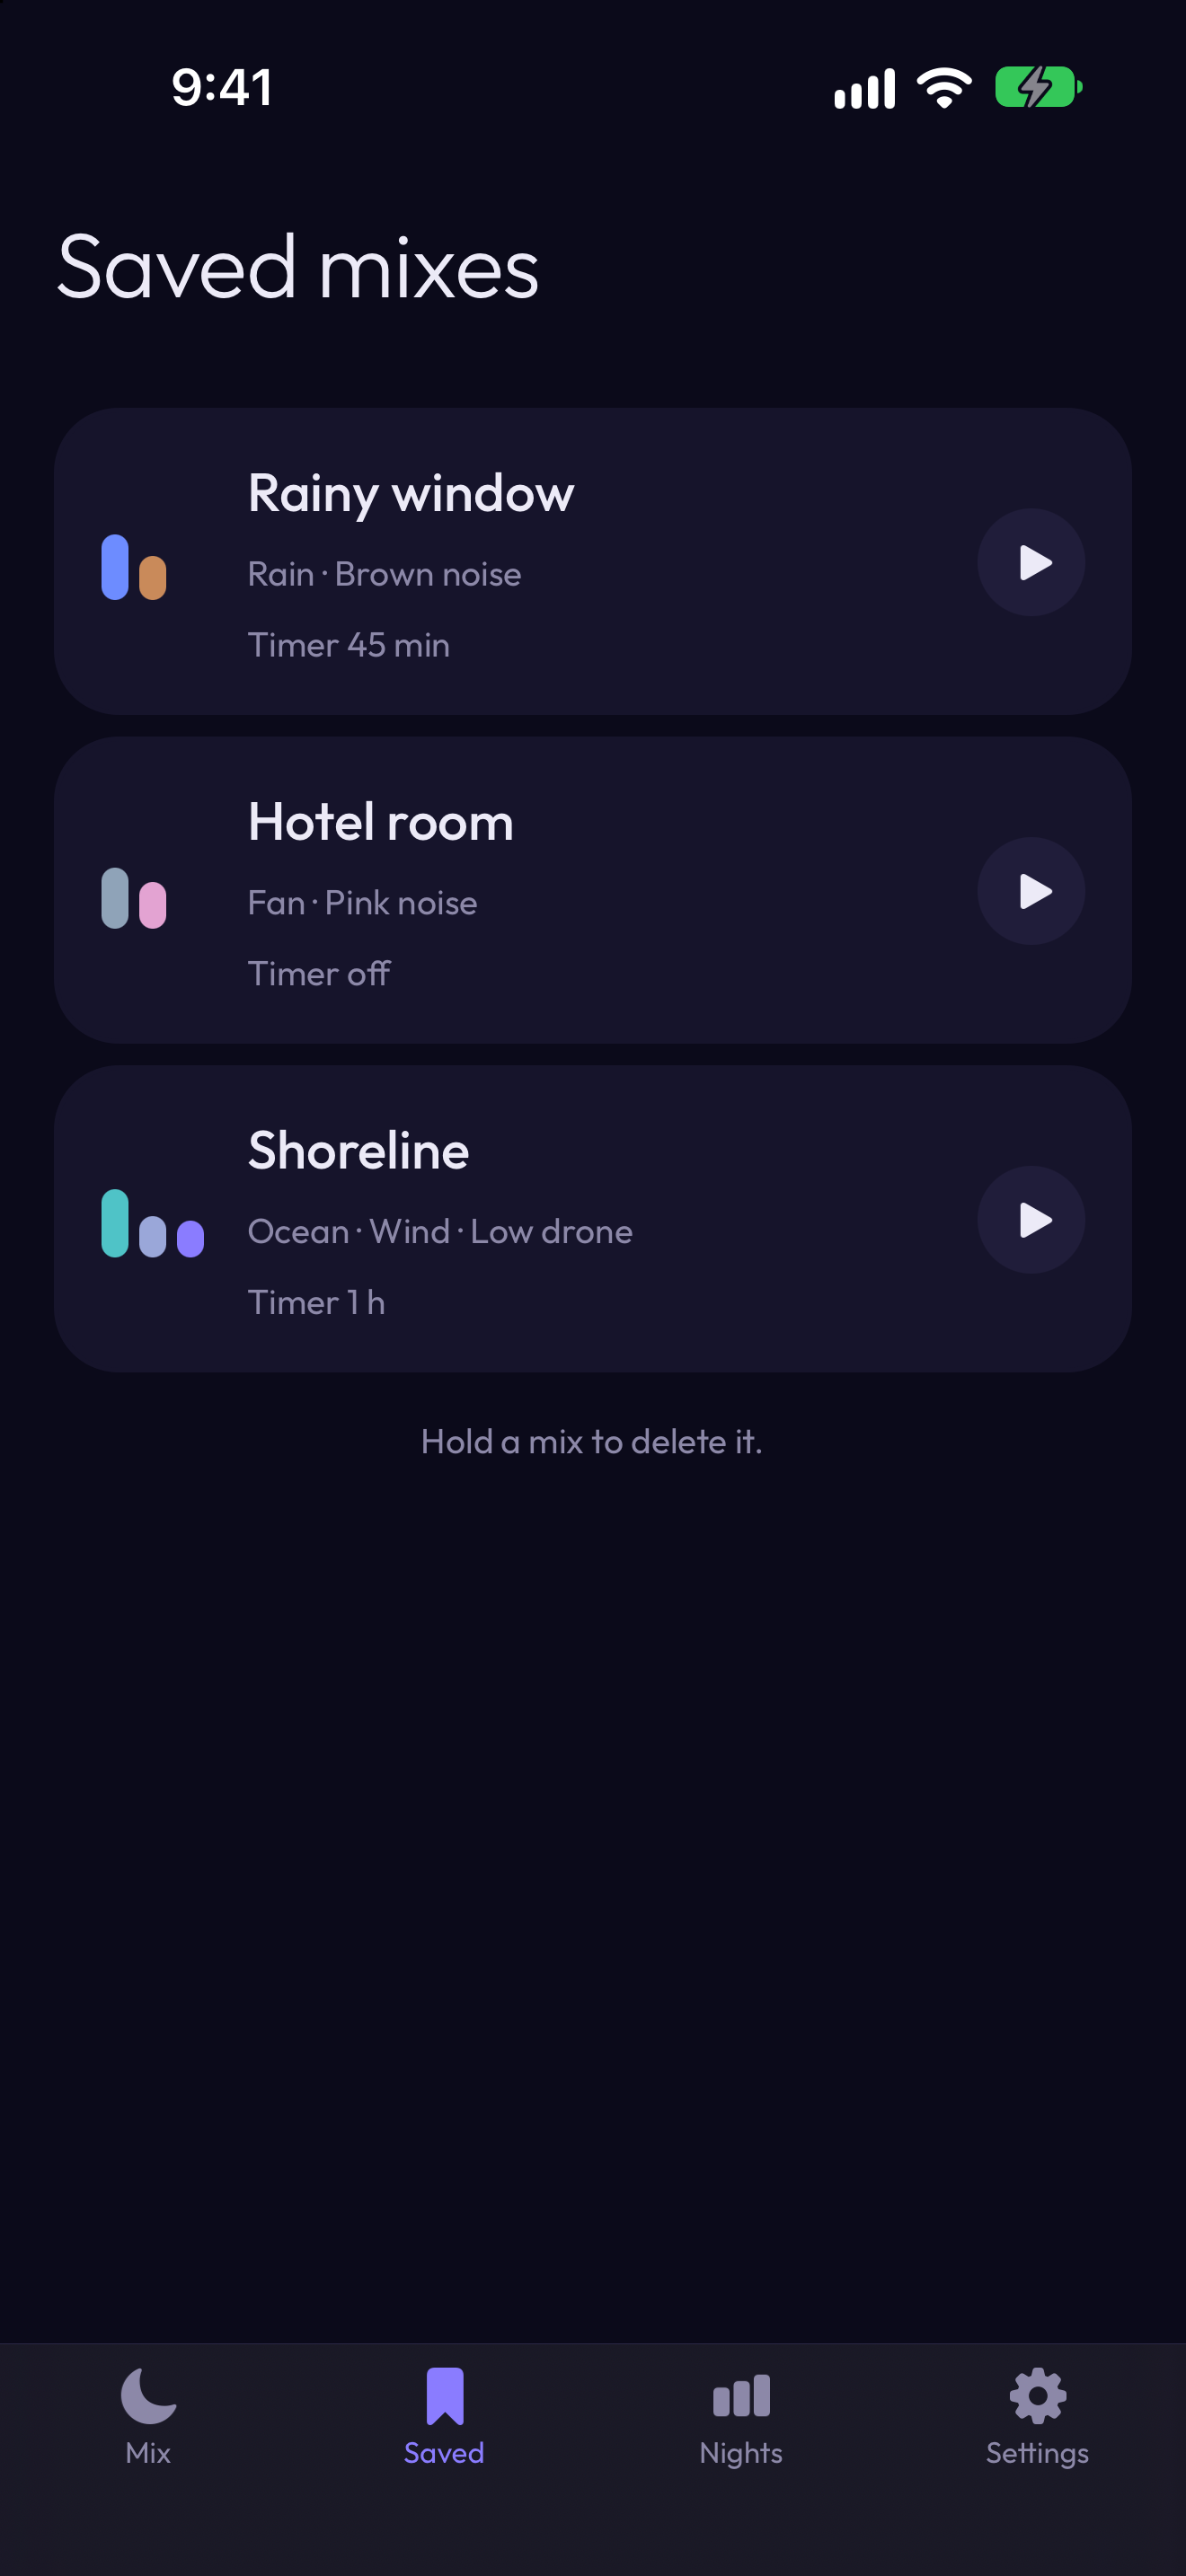 9:41
Saved mixes
Rainy window
Rain · Brown noise
Timer 45 min
Hotel room
Fan · Pink noise
Timer off
Shoreline
Ocean · Wind · Low drone
Timer 1 h
Hold a mix to delete it.
Mix
Saved
Nights
Settings